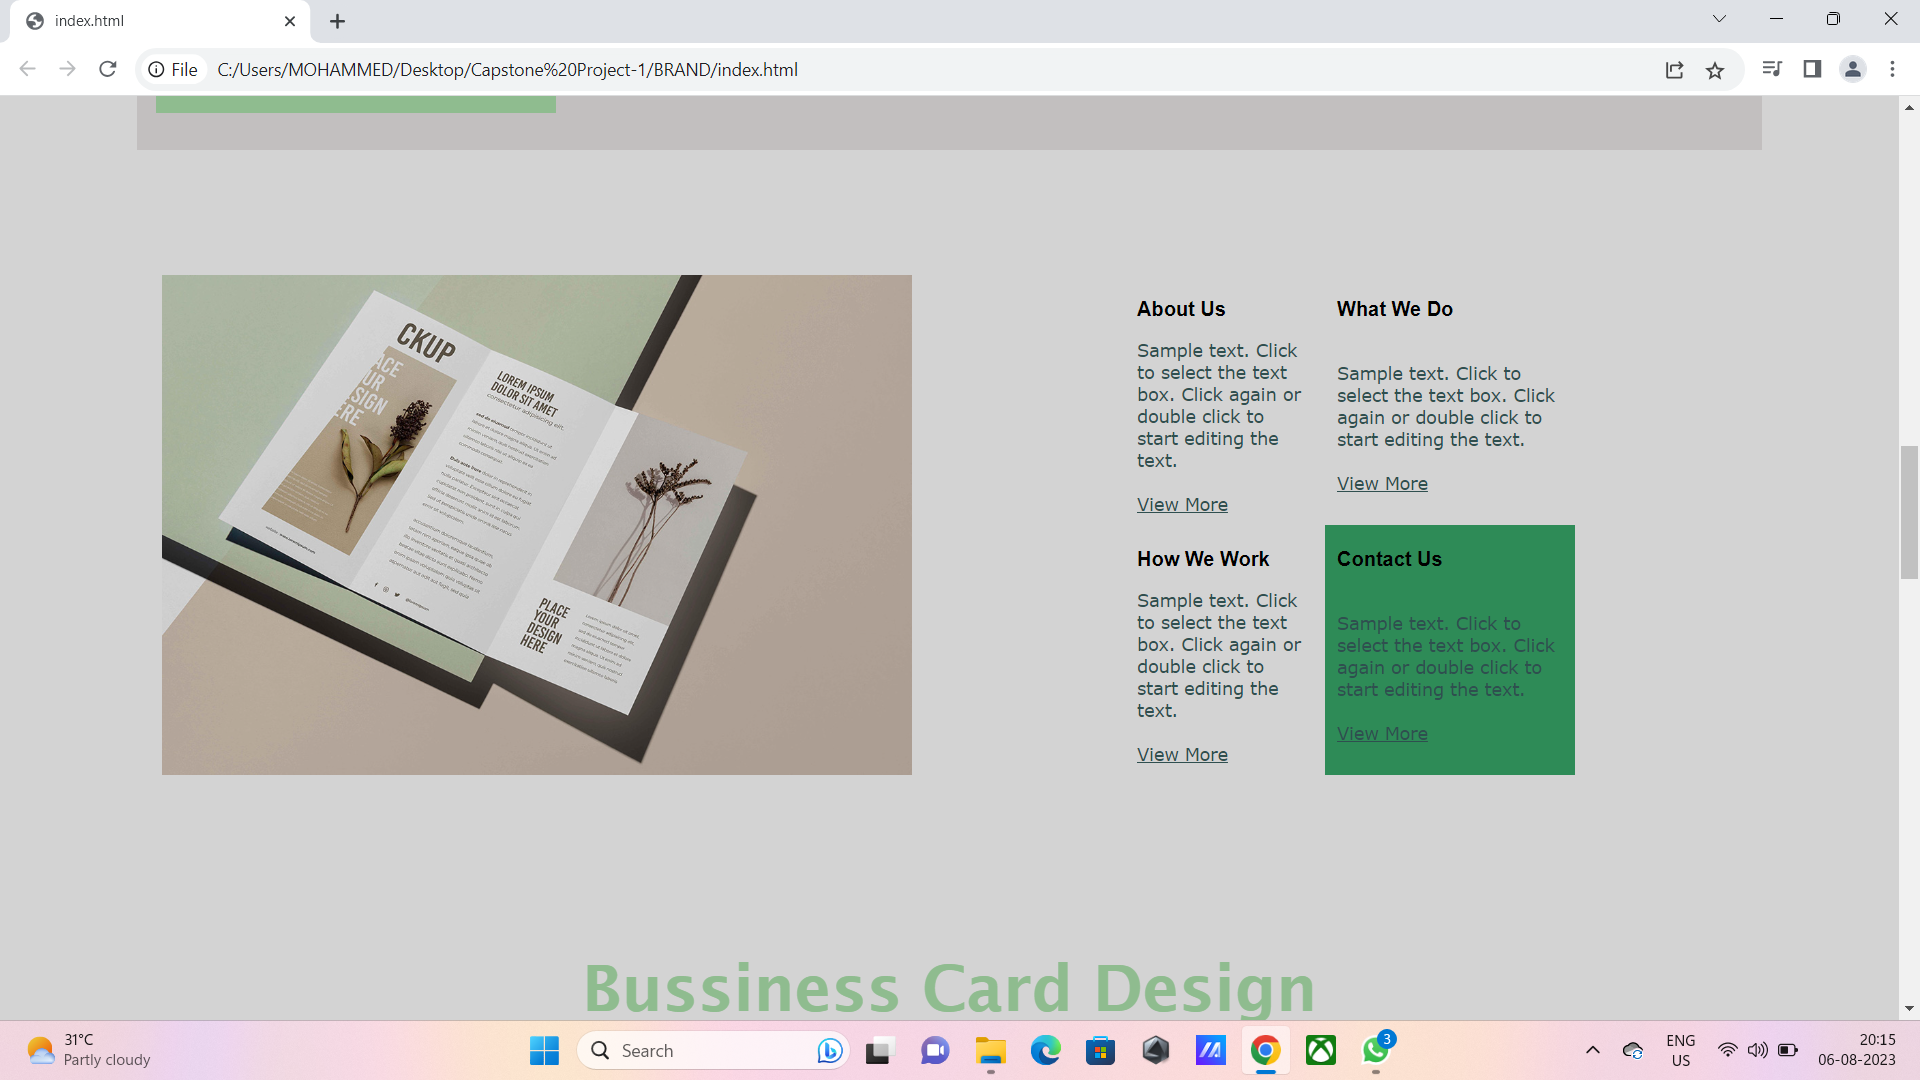 index.html
File
C:/Users/MOHAMMED/Desktop/Capstone%20Project-1/BRAND/index.html
CKUP
ACE
UR
SIGN
ERE
LOREM IPSUM
DOLOR SIT AMET
consectetur adipisicing elit.
PLACE
YOUR
DESIGN
HERE
About Us
Sample text. Click
to select the text
box. Click again or
double click to
start editing the
text.
View More
What We Do
Sample text. Click to
select the text box. Click
again or double click to
start editing the text.
View More
How We Work
Sample text. Click
to select the text
box. Click again or
double click to
start editing the
text.
View More
Contact Us
Sample text. Click to
select the text box. Click
again or double click to
start editing the text.
View More
Bussiness Card Design
31°C
Partly cloudy
Search
3
ENG
US
20:15
06-08-2023